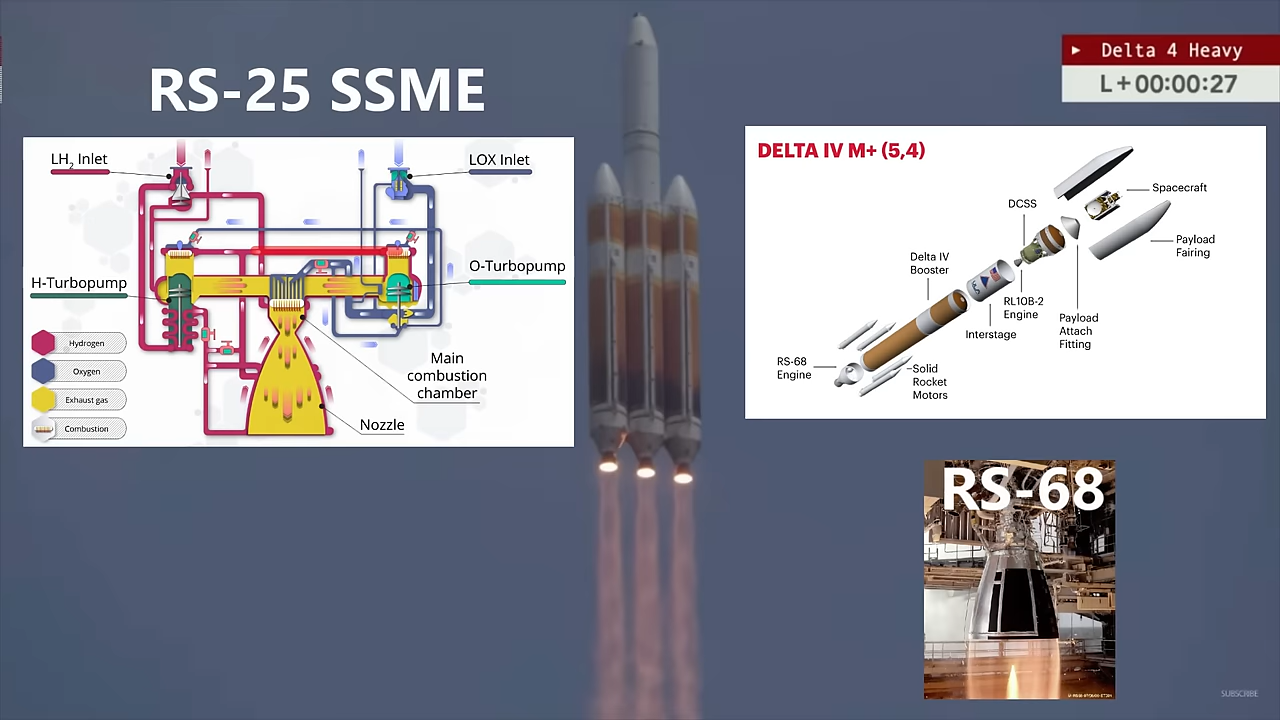 RS-25 SSME
LH2 Inlet
LOX Inlet
H-Turbopump
O-Turbopump
Hydrogen
Oxygen
Exhaust gas
Combustion
Main
combustion
chamber
Nozzle
▶ Delta 4 Heavy
L+00:00:27
DELTA IV M+ (5,4)
Spacecraft
DCSS
Payload
Fairing
Delta IV
Booster
RL10B-2
Engine
Payload
Attach
Fitting
Interstage
RS-68
Engine
Solid
Rocket
Motors
RS-68
SUBSCRIBE